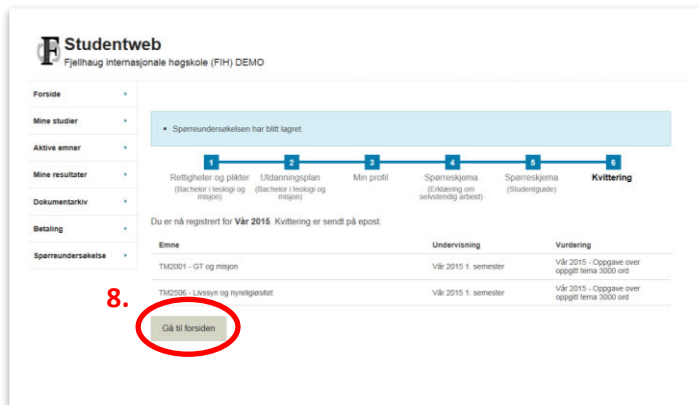 Studentweb
Fjellhaug internasjonale høgskole (FIH) DEMO
Forside
Mine studier
Aktive emner
Mine resultater
Dokumentarkiv
Betaling
Spørreundersøkelse
Spørreundersøkelsen har blitt lagret.
1 2 3 4 5 6
Rettigheter og plikter Utdanningsplan Min profil Spørreskjema Spørreskjema Kvittering
(Bachelor i teologi og misjon) (Bachelor i teologi og misjon) (Erklæring om selvstendig arbeid) (Studentguide)
Du er nå registrert for Vår 2015 Kvittering er sendt på epost.
Emne Undervisning Vurdering
TM2001 - GT og misjon Vår 2015 1. semester Vår 2015 - Oppgave over oppgitt tema 3000 ord
TM2506 - Livssyn og nyreligiøsitet Vår 2015 1. semester Vår 2015 - Oppgave over oppgitt tema 3000 ord
8.
Gå til forsiden